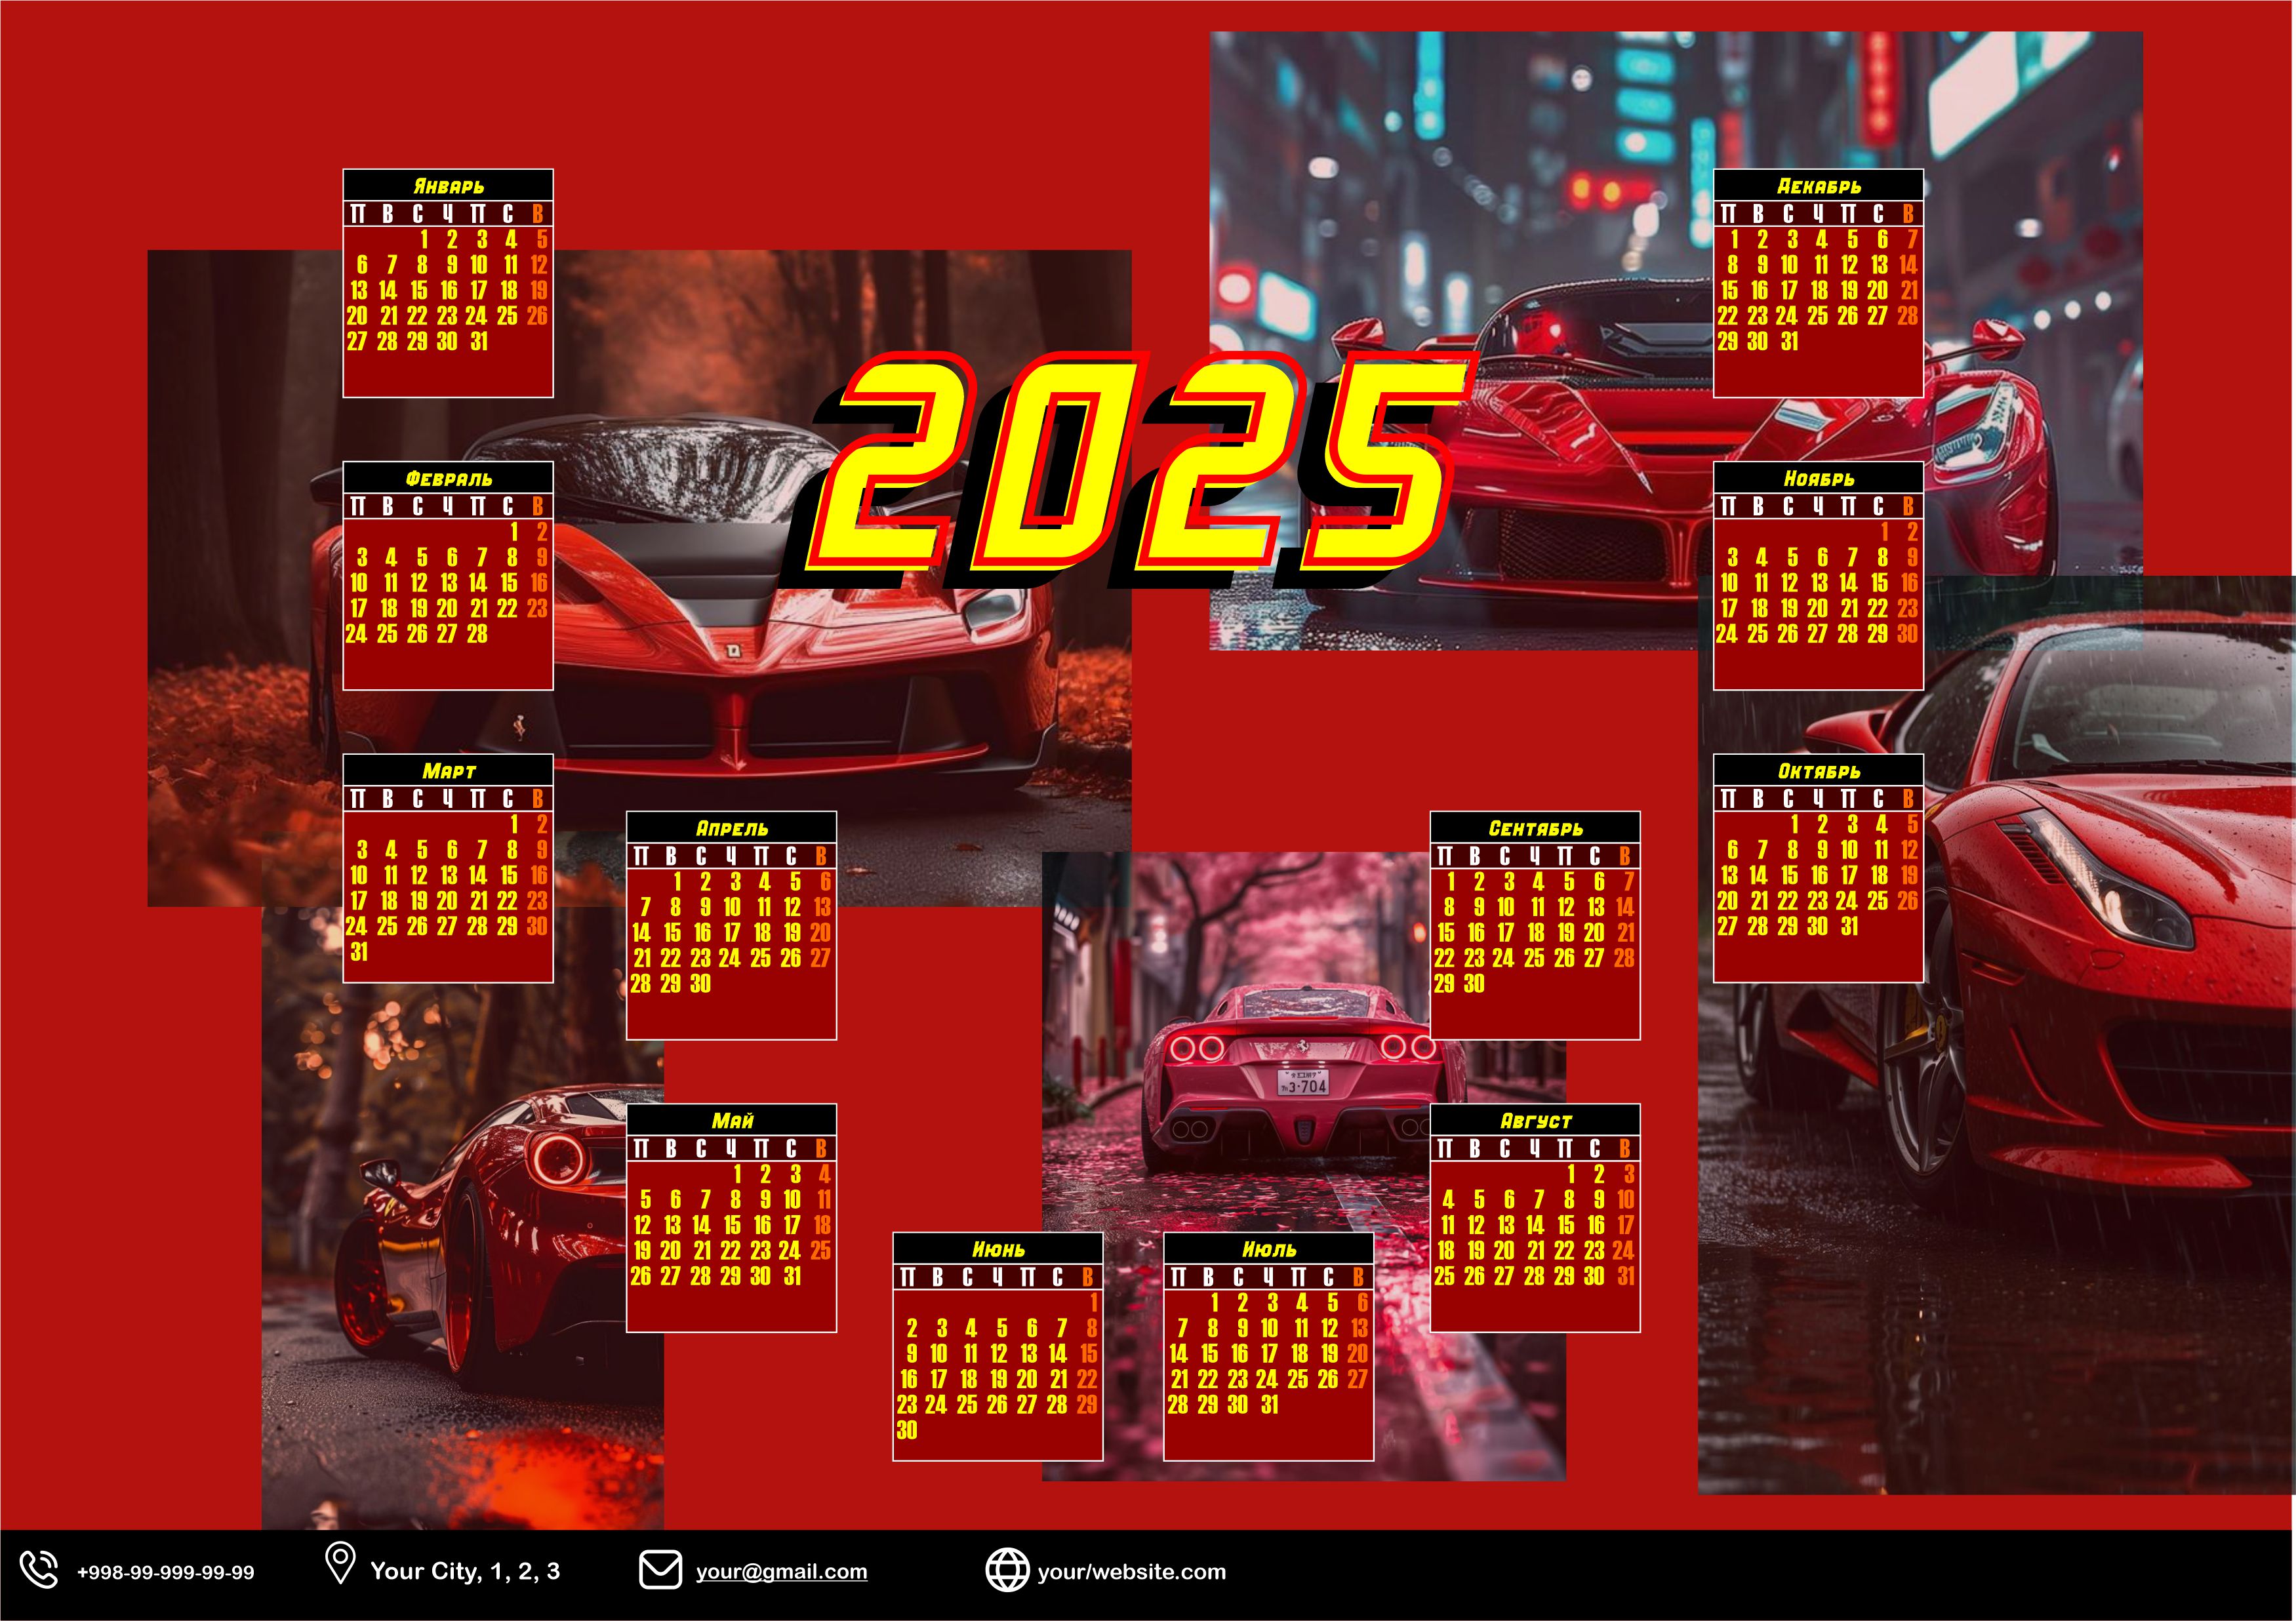 2025
Январь
П В С Ч П С В
1 2 3 4 5
6 7 8 9 10 11 12
13 14 15 16 17 18 19
20 21 22 23 24 25 26
27 28 29 30 31
Февраль
П В С Ч П С В
1 2
3 4 5 6 7 8 9
10 11 12 13 14 15 16
17 18 19 20 21 22 23
24 25 26 27 28
Март
П В С Ч П С В
1 2
3 4 5 6 7 8 9
10 11 12 13 14 15 16
17 18 19 20 21 22 23
24 25 26 27 28 29 30
31
Апрель
П В С Ч П С В
1 2 3 4 5 6
7 8 9 10 11 12 13
14 15 16 17 18 19 20
21 22 23 24 25 26 27
28 29 30
Май
П В С Ч П С В
1 2 3 4
5 6 7 8 9 10 11
12 13 14 15 16 17 18
19 20 21 22 23 24 25
26 27 28 29 30 31
Июнь
П В С Ч П С В
1
2 3 4 5 6 7 8
9 10 11 12 13 14 15
16 17 18 19 20 21 22
23 24 25 26 27 28 29
30
Июль
П В С Ч П С В
1 2 3 4 5 6
7 8 9 10 11 12 13
14 15 16 17 18 19 20
21 22 23 24 25 26 27
28 29 30 31
Август
П В С Ч П С В
1 2 3
4 5 6 7 8 9 10
11 12 13 14 15 16 17
18 19 20 21 22 23 24
25 26 27 28 29 30 31
Сентябрь
П В С Ч П С В
1 2 3 4 5 6 7
8 9 10 11 12 13 14
15 16 17 18 19 20 21
22 23 24 25 26 27 28
29 30
Октябрь
П В С Ч П С В
1 2 3 4 5
6 7 8 9 10 11 12
13 14 15 16 17 18 19
20 21 22 23 24 25 26
27 28 29 30 31
Ноябрь
П В С Ч П С В
1 2
3 4 5 6 7 8 9
10 11 12 13 14 15 16
17 18 19 20 21 22 23
24 25 26 27 28 29 30
Декабрь
П В С Ч П С В
1 2 3 4 5 6 7
8 9 10 11 12 13 14
15 16 17 18 19 20 21
22 23 24 25 26 27 28
29 30 31
3-704
+998-99-999-99-99
Your City, 1, 2, 3
your@gmail.com
your/website.com